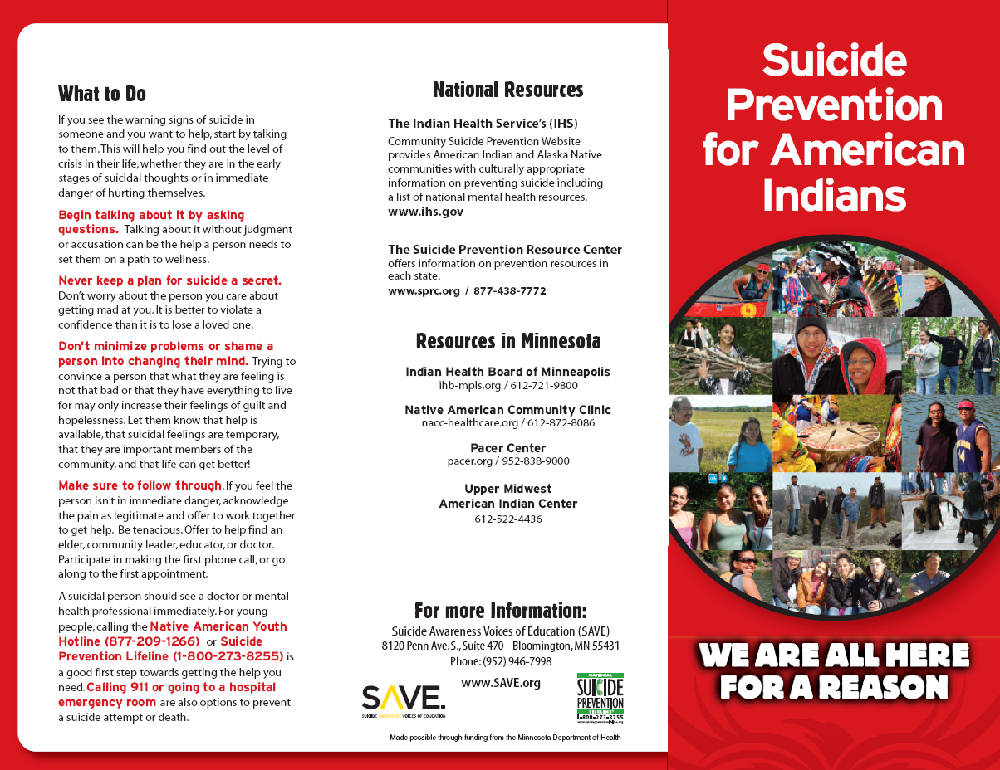 What to Do
If you see the warning signs of suicide in
someone and you want to help, start by talking
to them. This will help you find out the level of
crisis in their life, whether they are in the early
stages of suicidal thoughts or in immediate
danger of hurting themselves.
Begin talking about it by asking
questions. Talking about it without judgment
or accusation can be the help a person needs to
set them on a path to wellness.
Never keep a plan for suicide a secret.
Don't worry about the person you care about
getting mad at you. It is better to violate a
confidence than it is to lose a loved one.
Don't minimize problems or shame a
person into changing their mind. Trying to
convince a person that what they are feeling is
not that bad or that they have everything to live
for may only increase their feelings of guilt and
hopelessness. Let them know that help is
available, that suicidal feelings are temporary,
that they are important members of the
community, and that life can get better!
Make sure to follow through. If you feel the
person isn't in immediate danger, acknowledge
the pain as legitimate and offer to work together
to get help. Be tenacious. Offer to help find an
elder, community leader, educator, or doctor.
Participate in making the first phone call, or go
along to the first appointment.
A suicidal person should see a doctor or mental
health professional immediately. For young
people, calling the Native American Youth
Hotline (877-209-1266) or Suicide
Prevention Lifeline (1-800-273-8255) is
a good first step towards getting the help you
need. Calling 911 or going to a hospital
emergency room are also options to prevent
a suicide attempt or death.
National Resources
The Indian Health Service's (IHS)
Community Suicide Prevention Website
provides American Indian and Alaska Native
communities with culturally appropriate
information on preventing suicide including
a list of national mental health resources.
www.ihs.gov
The Suicide Prevention Resource Center
offers information on prevention resources in
each state.
www.sprc.org / 877-438-7772
Resources in Minnesota
Indian Health Board of Minneapolis
ihb-mpls.org / 612-721-9800
Native American Community Clinic
nacc-healthcare.org / 612-872-8086
Pacer Center
pacer.org / 952-838-9000
Upper Midwest
American Indian Center
612-522-4436
For more Information:
Suicide Awareness Voices of Education (SAVE)
8120 Penn Ave. S., Suite 470 Bloomington, MN 55431
Phone: (952) 946-7998
www.SAVE.org
SAVE.
SUICIDE AWARENESS VOICES OF EDUCATION
NATIONAL
SUICIDE
PREVENTION
LIFELINE
1-800-273-8255
Made possible through funding from the Minnesota Department of Health
Suicide
Prevention
for American
Indians
WE ARE ALL HERE
FOR A REASON